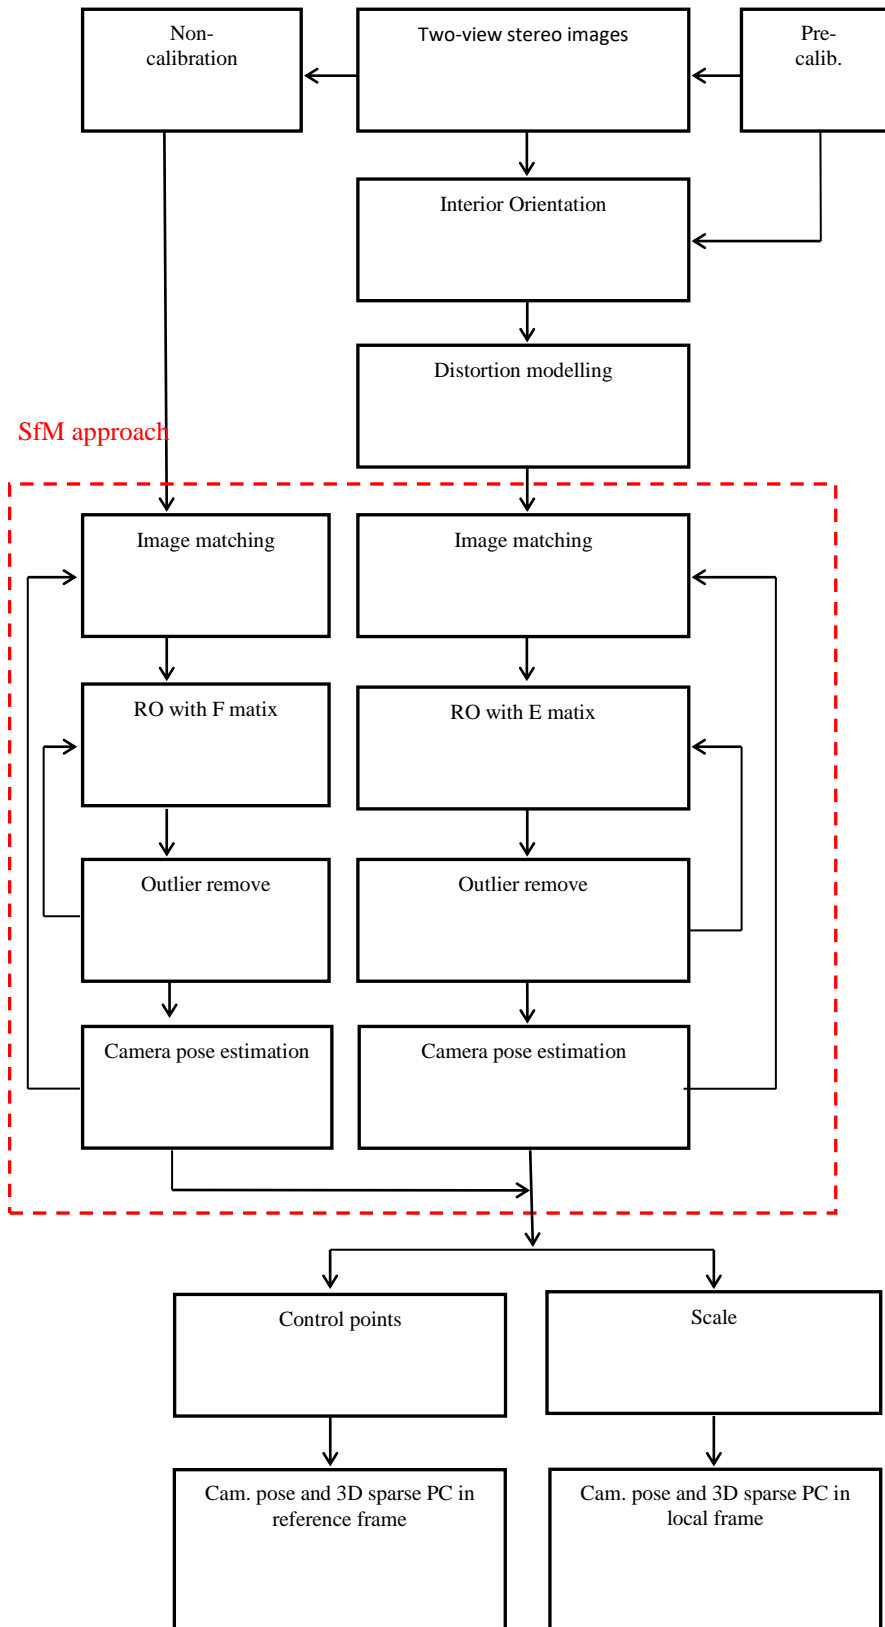 Non-
calibration
Two-view stereo images
Pre-
calib.
Interior Orientation
Distortion modelling
SfM approach
Image matching
Image matching
RO with F matix
RO with E matix
Outlier remove
Outlier remove
Camera pose estimation
Camera pose estimation
Control points
Scale
Cam. pose and 3D sparse PC in
reference frame
Cam. pose and 3D sparse PC in
local frame